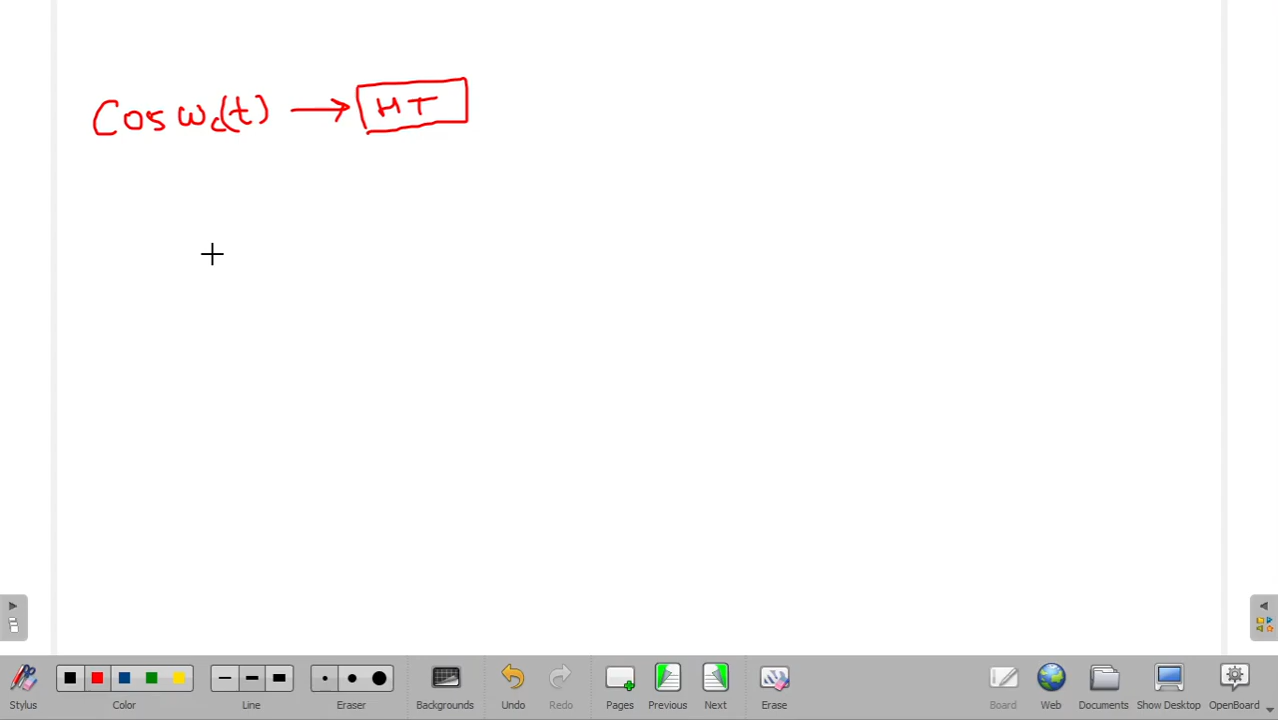 Cos ωc(t) → HT
Stylus
Color
Line
Eraser
Backgrounds
Undo
Redo
Pages
Previous
Next
Erase
Board
Web
Documents
Show Desktop
OpenBoard